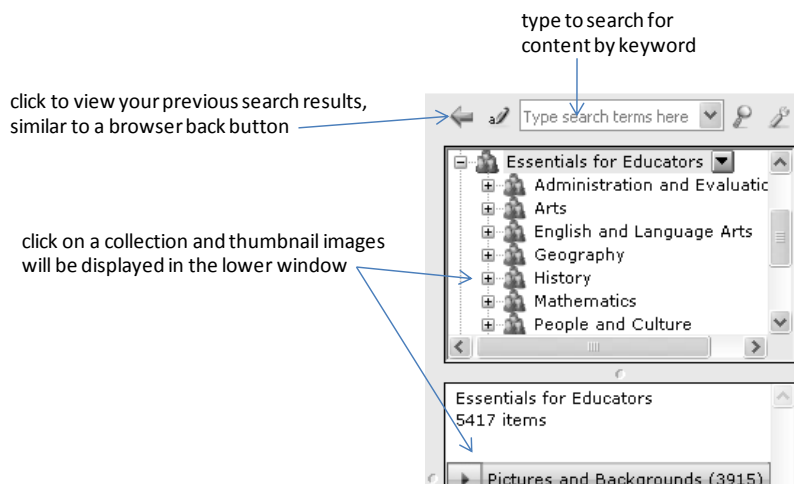 type to search for
content by keyword
click to view your previous search results,
similar to a browser back button
a
Type search terms here
Essentials for Educators
Administration and Evaluatic
Arts
English and Language Arts
click on a collection and thumbnail images
will be displayed in the lower window
Geography
History
Mathematics
People and Culture
Essentials for Educators
5417 items
Pictures and Backgrounds (3915)